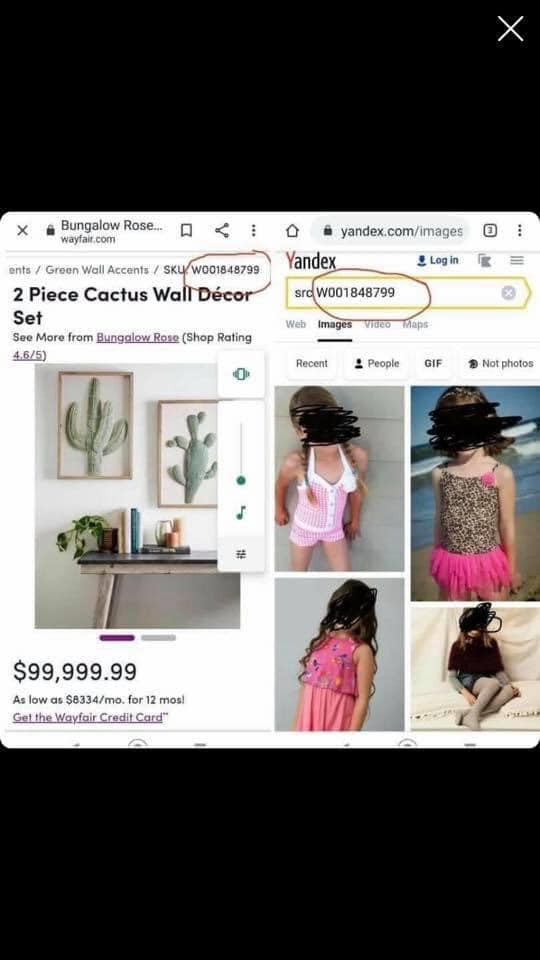 Bungalow Rose...
wayfair.com
ents / Green Wall Accents / SKU: W001848799
2 Piece Cactus Wall Décor
Set
See More from Bungalow Rose (Shop Rating
4.6/5)
$99,999.99
As low as $8334/mo. for 12 mos!
Get the Wayfair Credit Card
yandex.com/images
3
Yandex
Log in
src W001848799
Web Images Video Maps
Recent People GIF Not photos